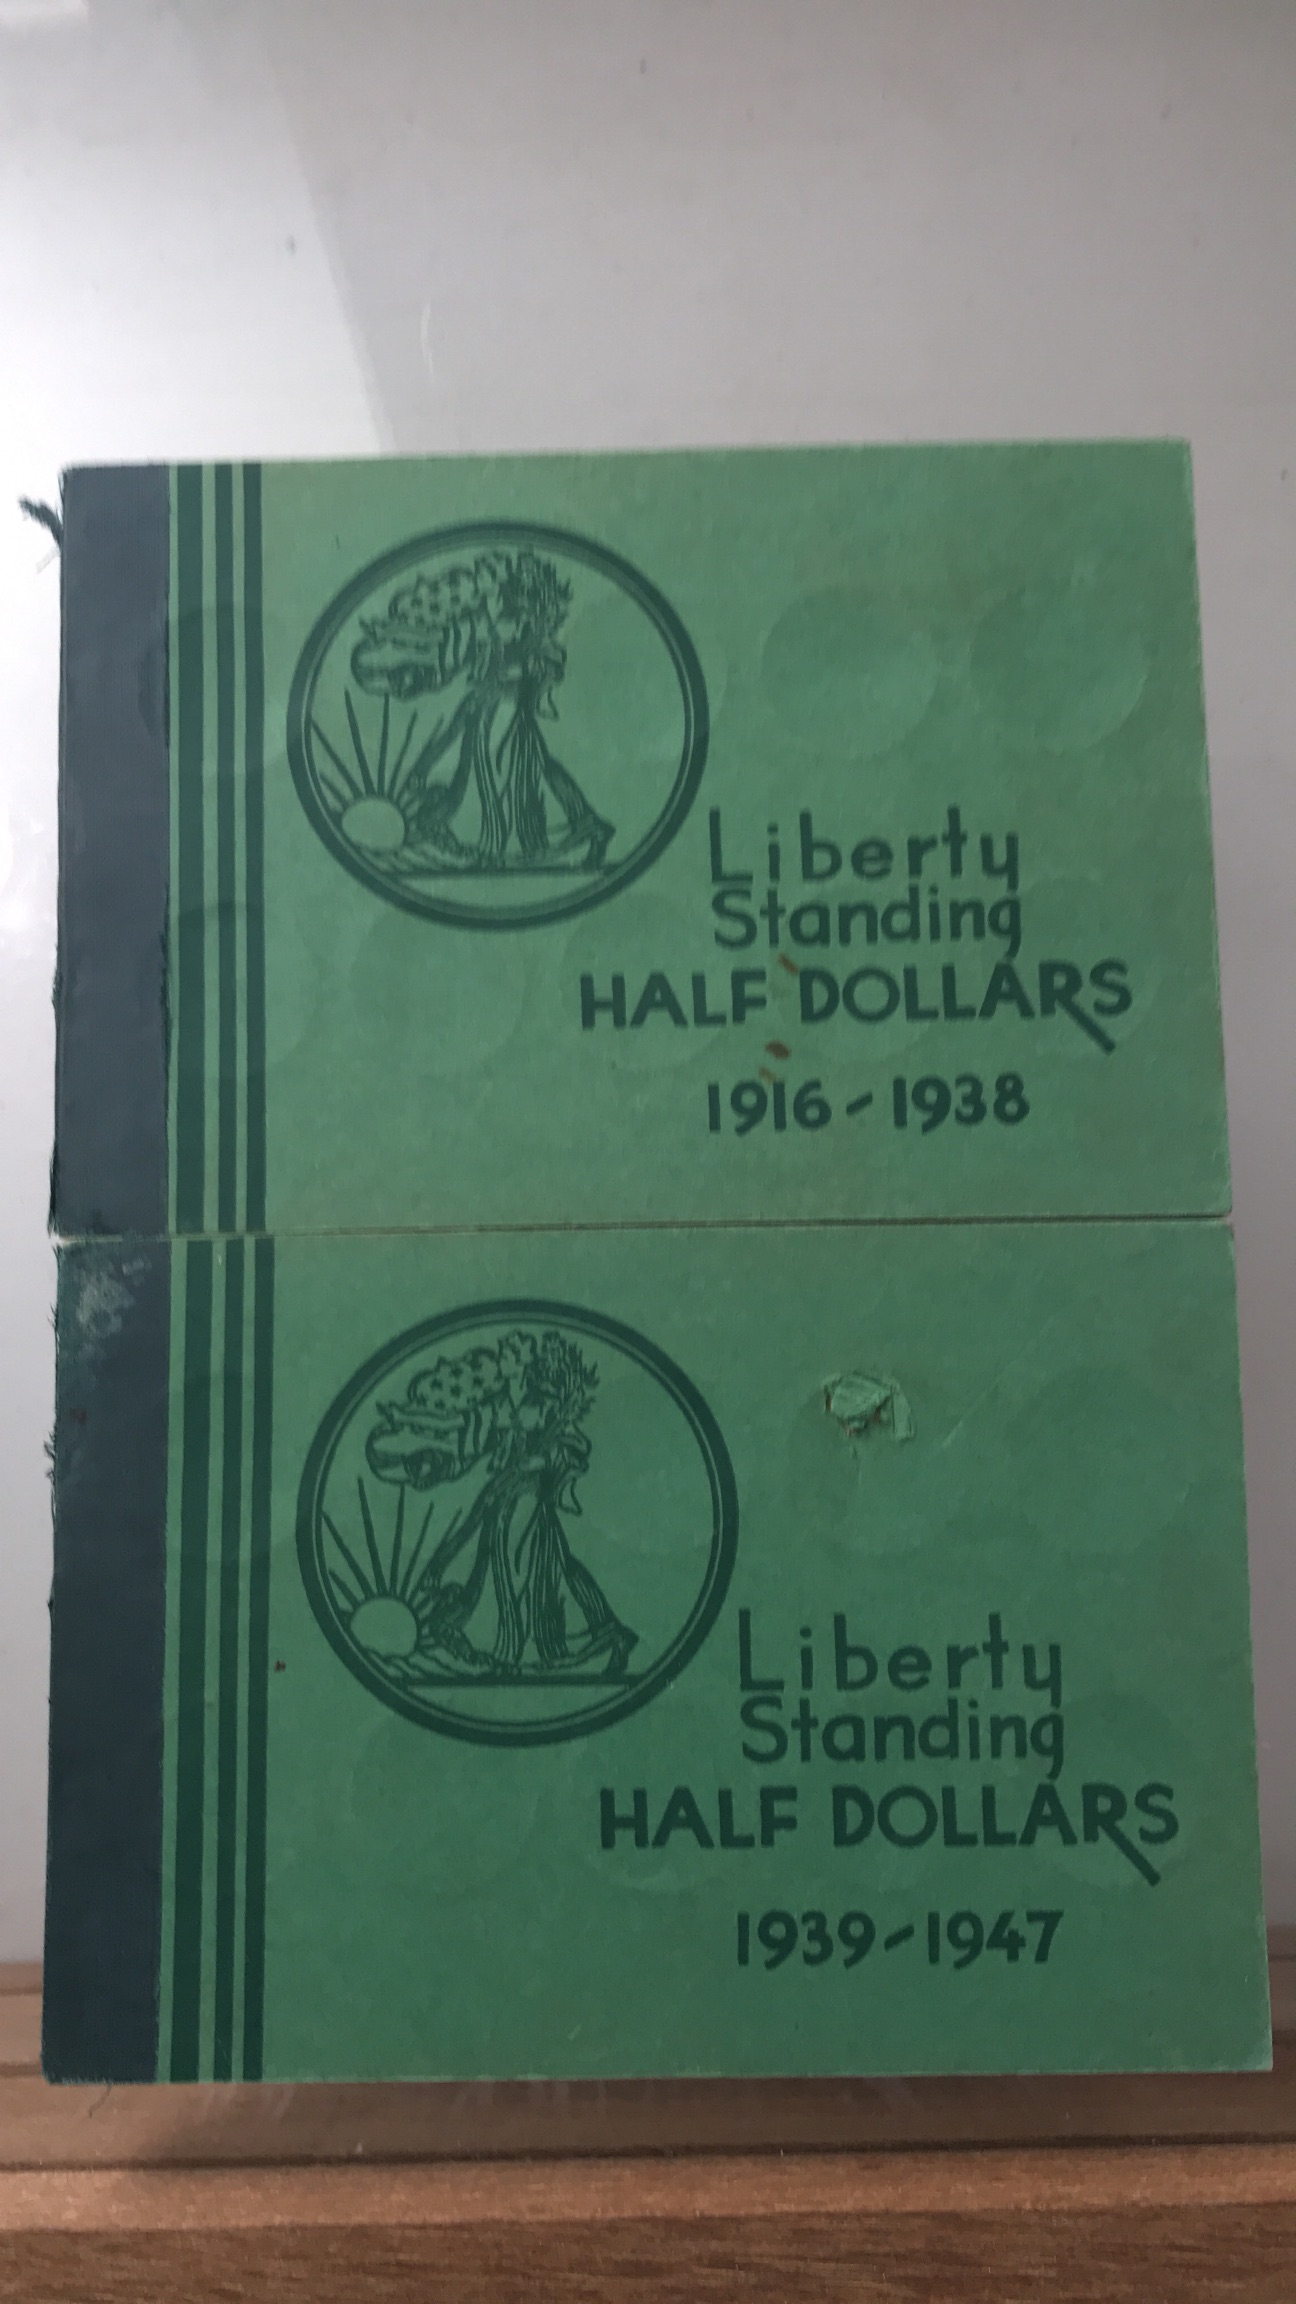 Liberty
Standing
HALF DOLLARS
1916-1938
Liberty
Standing
HALF DOLLARS
1939-1947